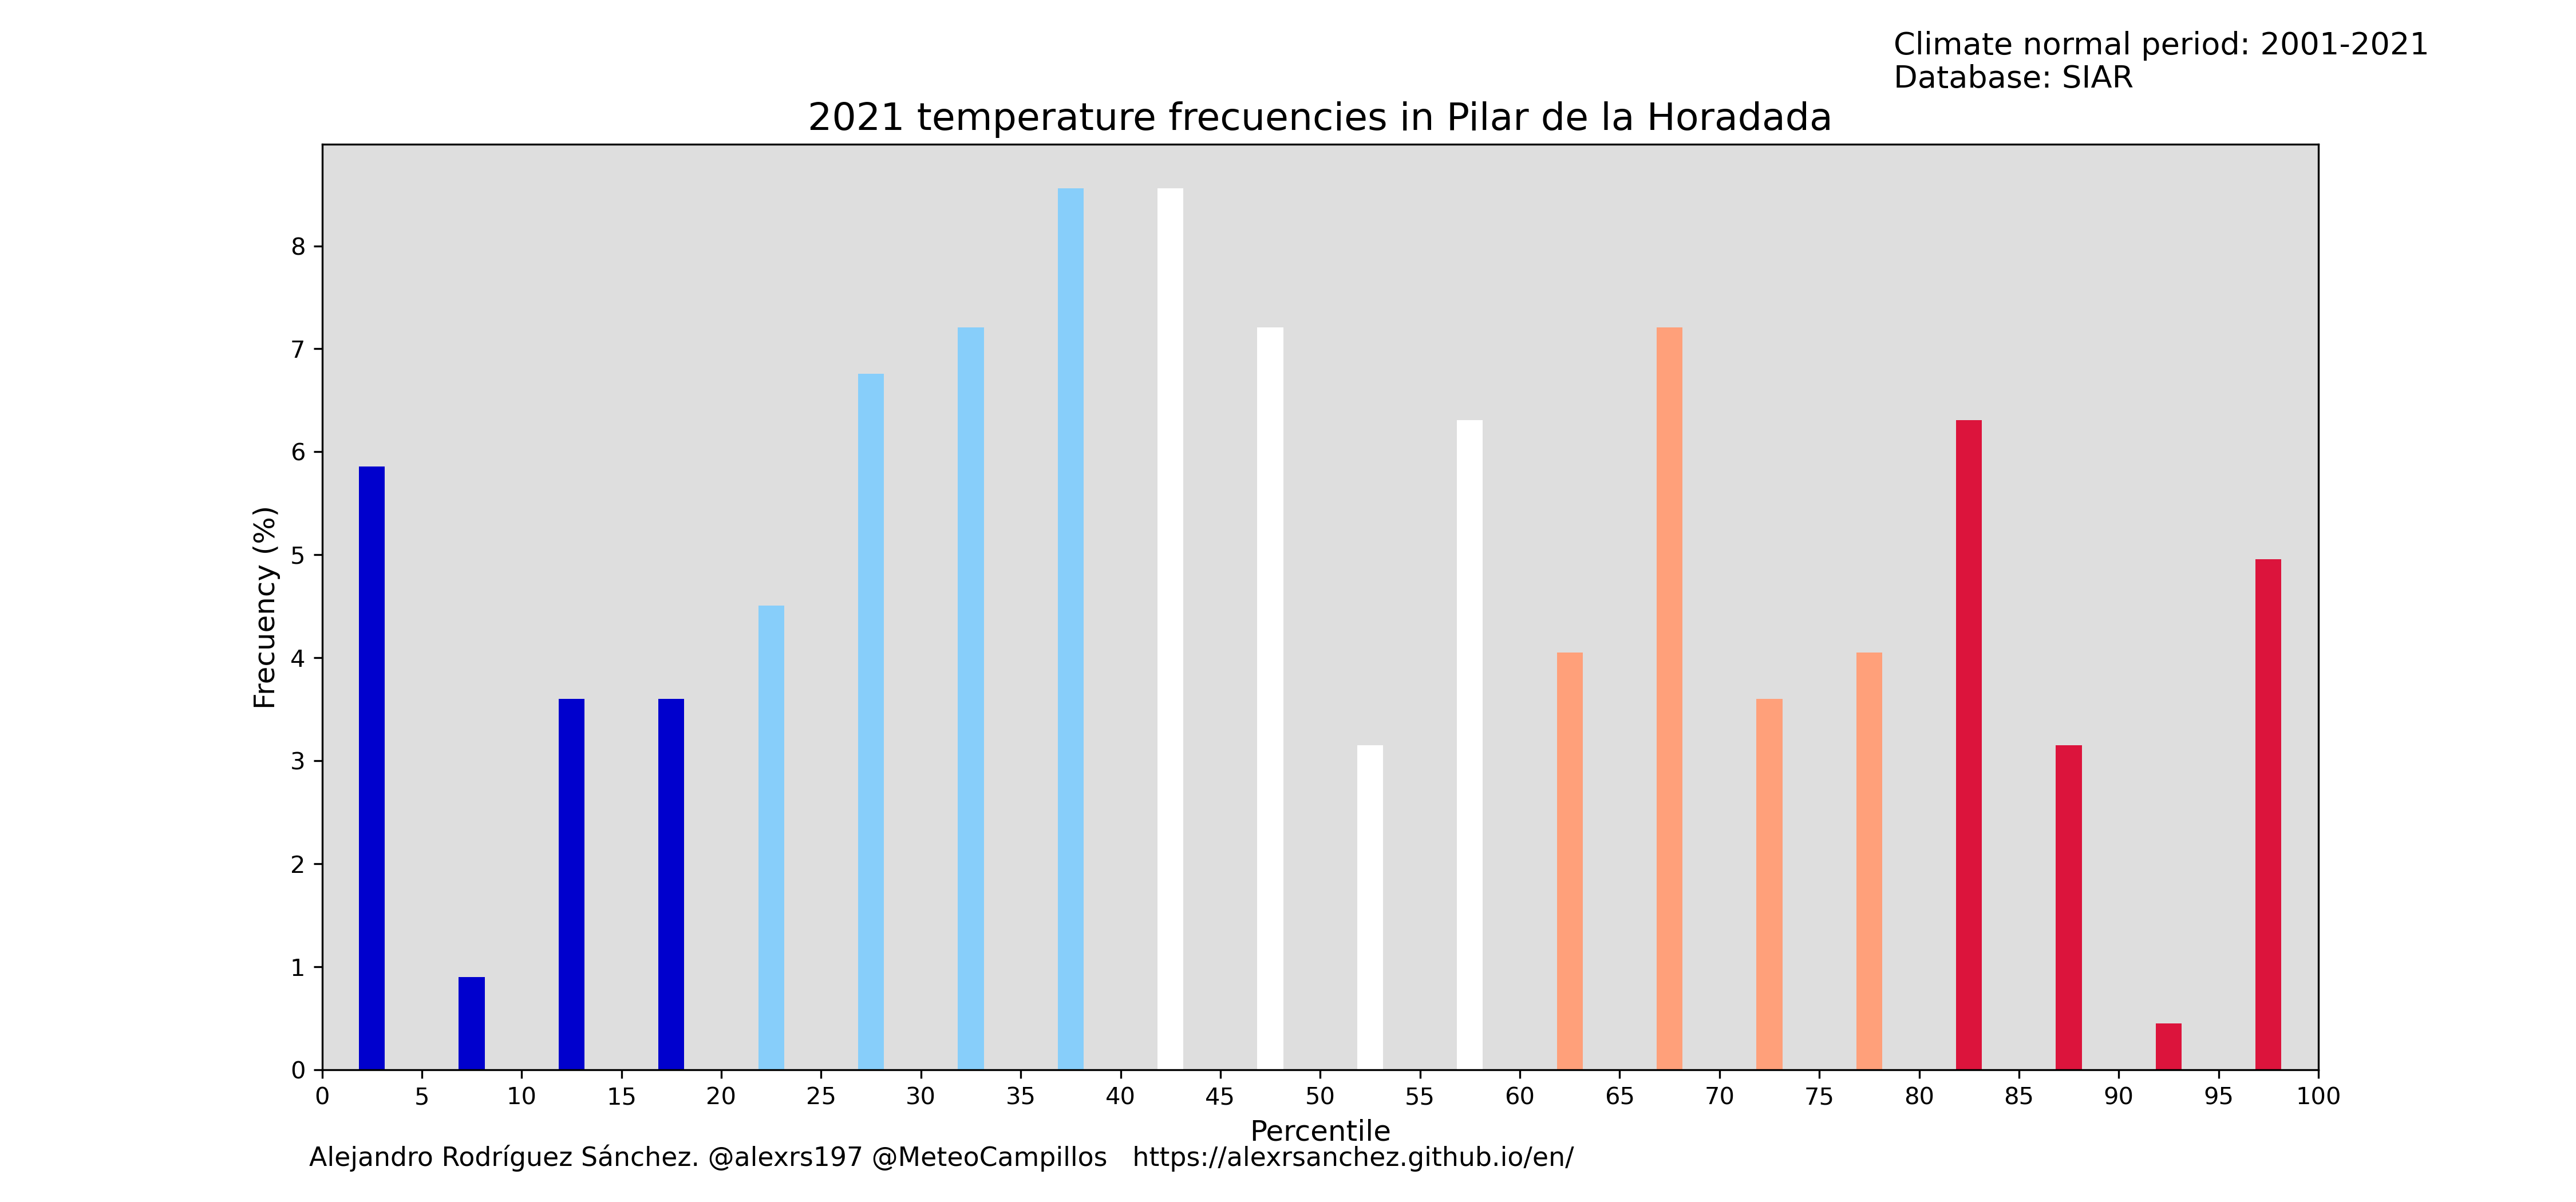 Climate normal period: 2001-2021
Database: SIAR
2021 temperature frecuencies in Pilar de la Horadada
Frecuency (%)
8
7
6
5
4
3
2
1
0
0 5 10 15 20 25 30 35 40 45 50 55 60 65 70 75 80 85 90 95 100
Percentile
Alejandro Rodríguez Sánchez. @alexrs197 @MeteoCampillos https://alexrsanchez.github.io/en/